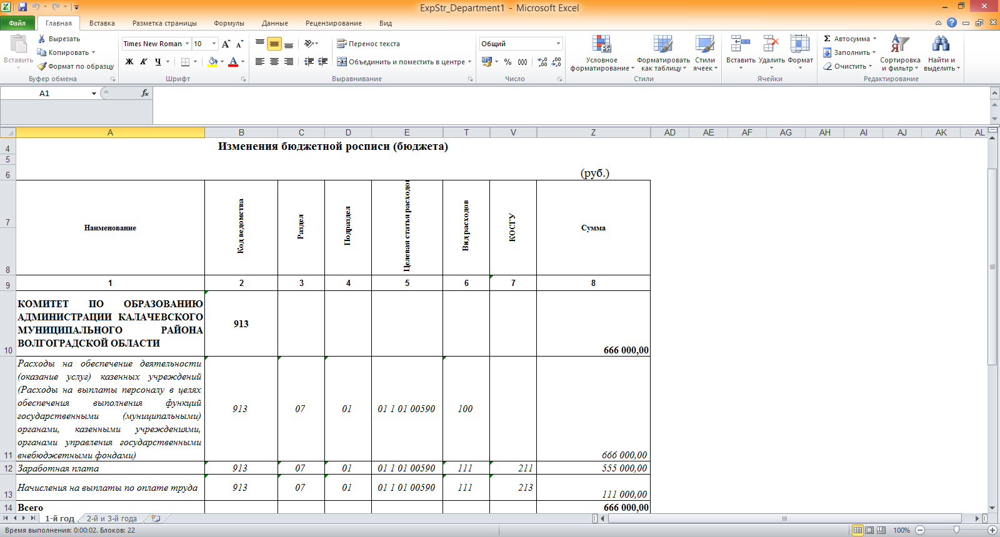 ExpStr_Department1 - Microsoft Excel
Файл Главная Вставка Разметка страницы Формулы Данные Рецензирование Вид
Вставить
Вырезать
Копировать
Формат по образцу
Буфер обмена
Times New Roman 10
Ж К Ч
Шрифт
Перенос текста
Объединить и поместить в центре
Выравнивание
Общий
% 000
Число
Условное форматирование
Форматировать как таблицу
Стили ячеек
Стили
Вставить Удалить Формат
Ячейки
Σ Автосумма
Заполнить
Очистить
Сортировка и фильтр
Найти и выделить
Редактирование
A1 fx
A B C D E T V Z AD AE AF AG AH AI AJ AK AL
4 Изменения бюджетной росписи (бюджета)
5
6 (руб.)
7 Наименование Код ведомства Раздел Подраздел Целевая статья расходов Вид расходов КОСГУ Сумма
8
9 1 2 3 4 5 6 7 8
КОМИТЕТ ПО ОБРАЗОВАНИЮ
АДМИНИСТРАЦИИ КАЛАЧЕВСКОГО
МУНИЦИПАЛЬНОГО РАЙОНА
ВОЛГОГРАДСКОЙ ОБЛАСТИ
10 913 666 000,00
Расходы на обеспечение деятельности
(оказание услуг) казенных учреждений
(Расходы на выплаты персоналу в целях
обеспечения выполнения функций
государственными (муниципальными)
органами, казенными учреждениями,
органами управления государственными
внебюджетными фондами)
11 913 07 01 01 1 01 00590 100 666 000,00
12 Заработная плата 913 07 01 01 1 01 00590 111 211 555 000,00
13 Начисления на выплаты по оплате труда 913 07 01 01 1 01 00590 111 213 111 000,00
14 Всего 666 000,00
1-й год 2-й и 3-й года
Время выполнения: 0:00:02. Блоков: 22 100%